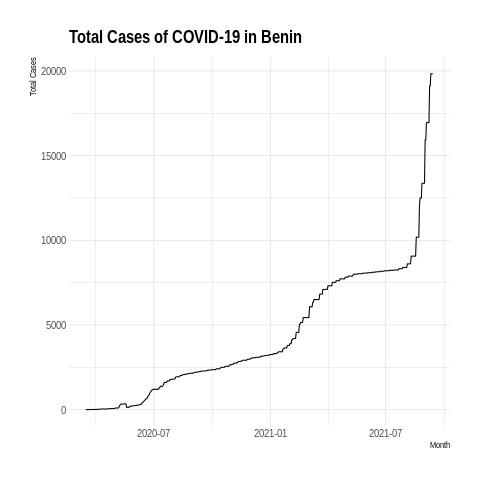 Total Cases of COVID-19 in Benin
Total Cases
20000
15000
10000
5000
0
2020-07 2021-01 2021-07
Month